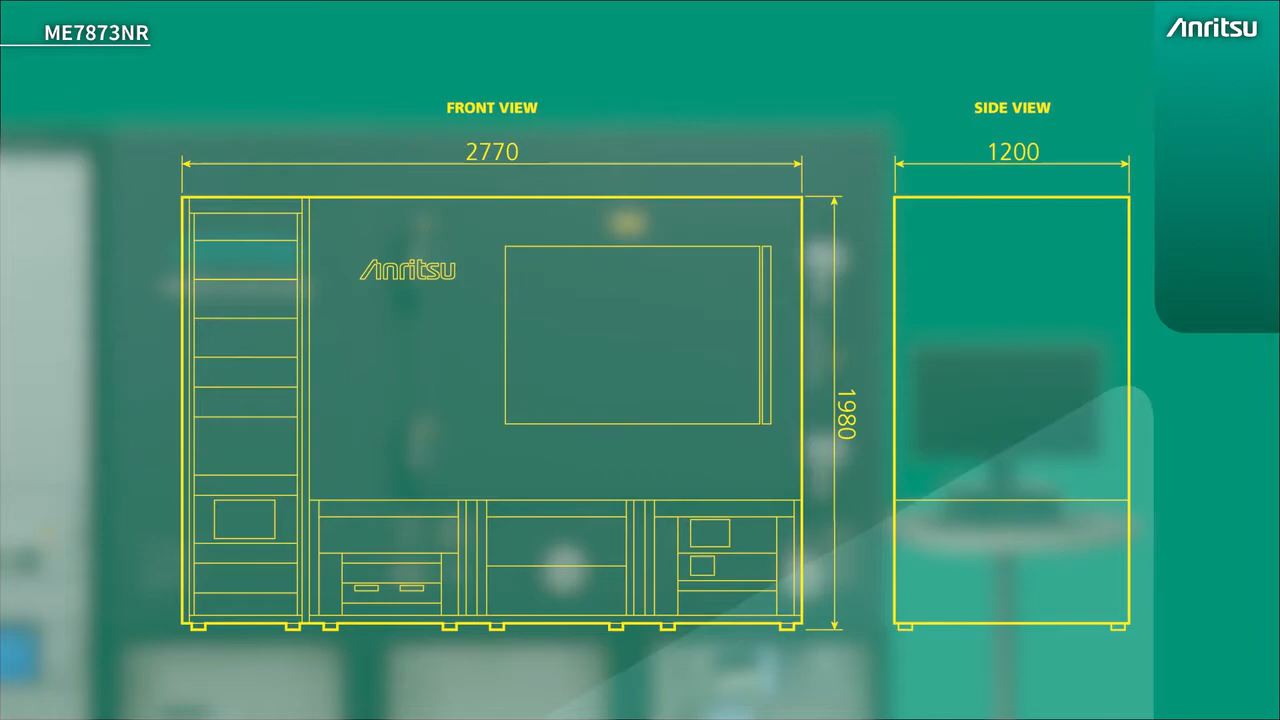 ME7873NR
Anritsu
FRONT VIEW
SIDE VIEW
2770
1200
Anritsu
1980